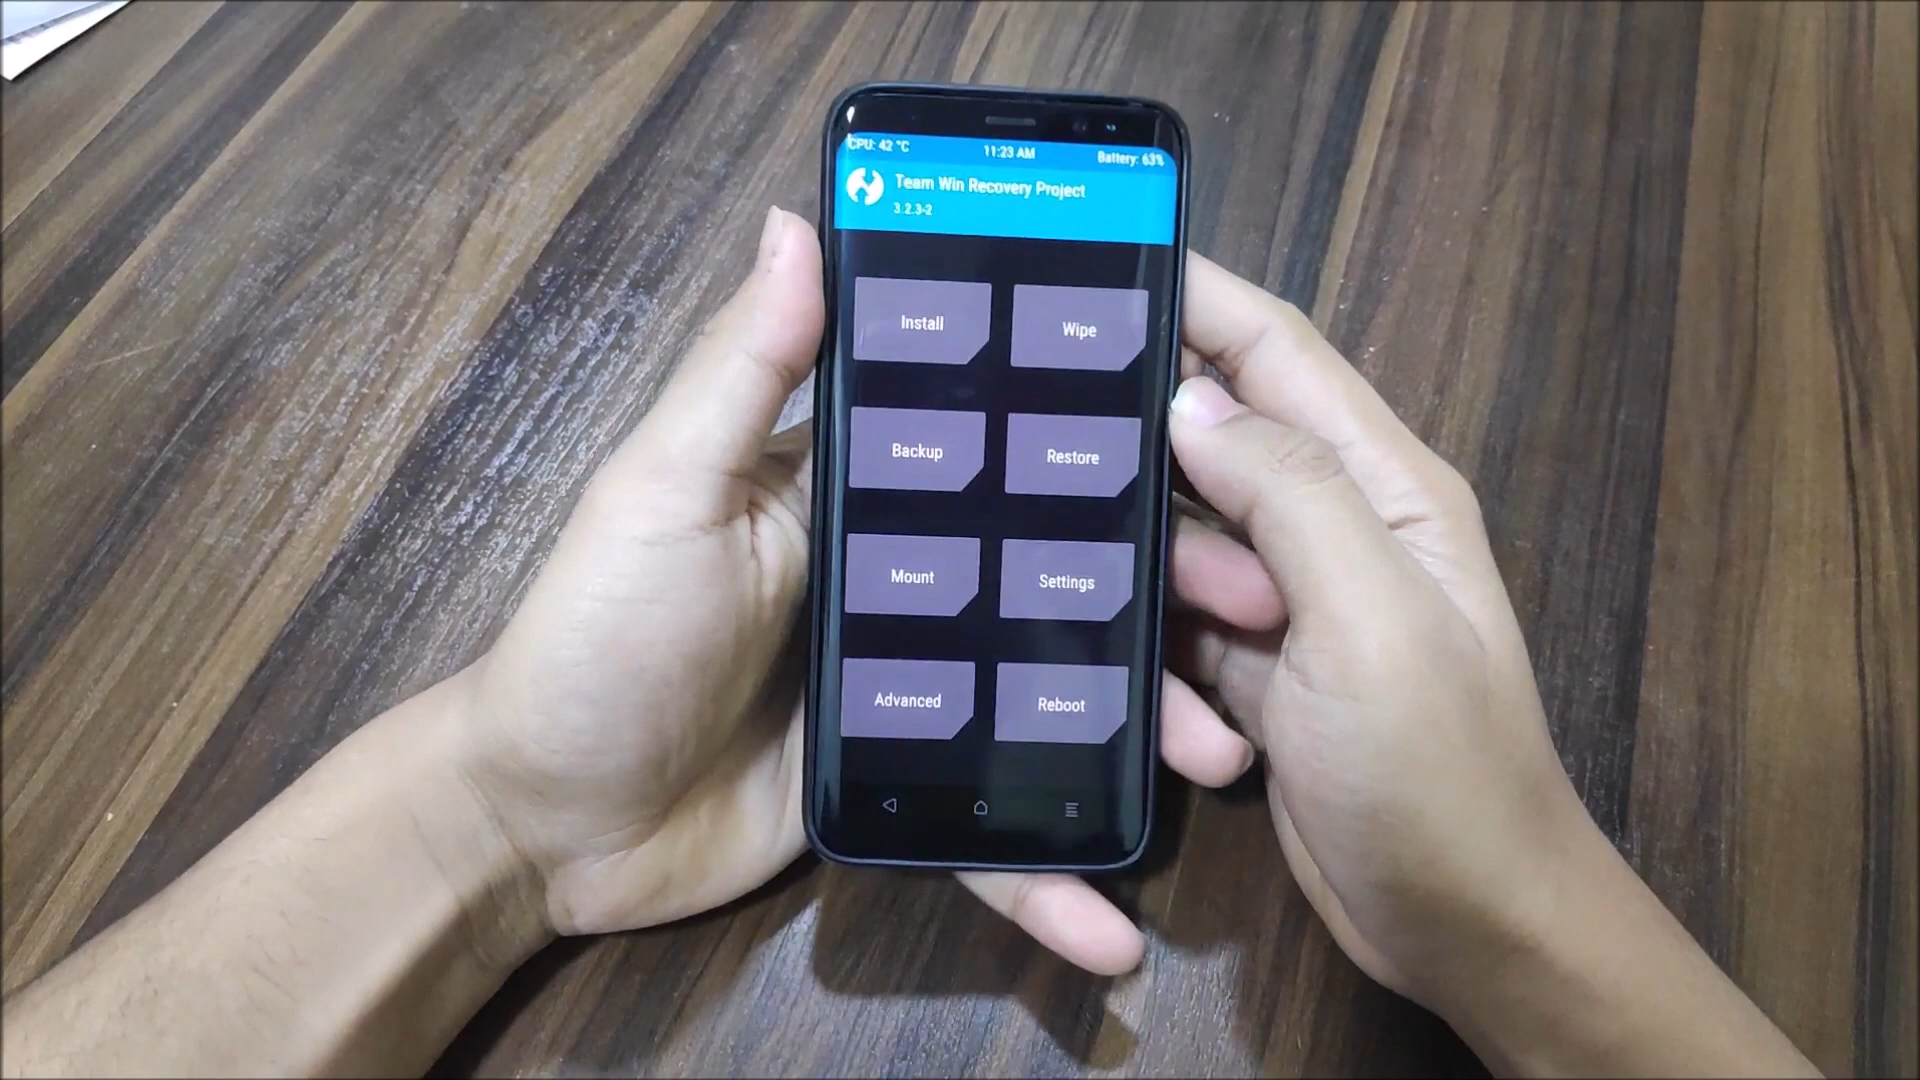 CPU: 42 °C 11:23 AM Battery: 63%
Team Win Recovery Project
3.2.3-2
Install Wipe
Backup Restore
Mount Settings
Advanced Reboot